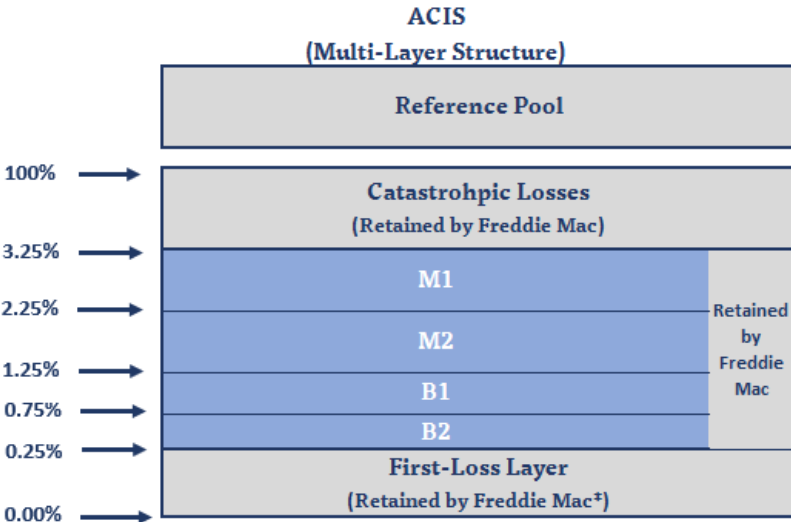 ACIS
(Multi-Layer Structure)
Reference Pool
100%
Catastrohpic Losses
(Retained by Freddie Mac)
3.25%
M1
2.25%
Retained
by
Freddie
Mac
M2
1.25%
B1
0.75%
B2
0.25%
First-Loss Layer
(Retained by Freddie Mac*)
0.00%